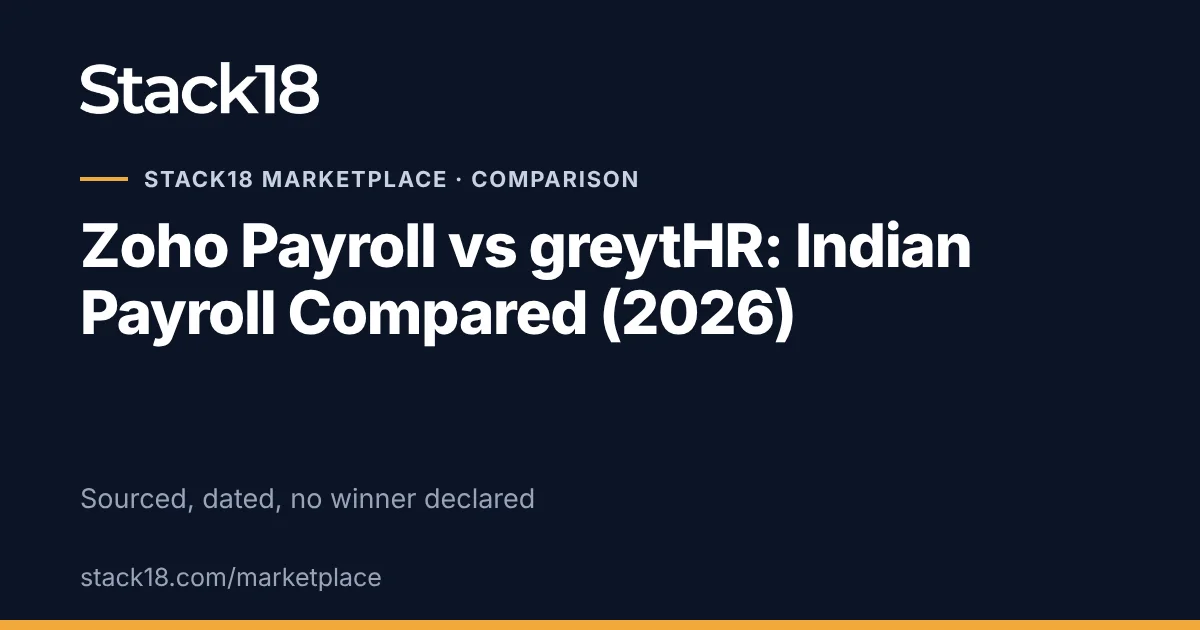 Stack18
STACK18 MARKETPLACE · COMPARISON
Zoho Payroll vs greytHR: Indian
Payroll Compared (2026)
Sourced, dated, no winner declared
stack18.com/marketplace